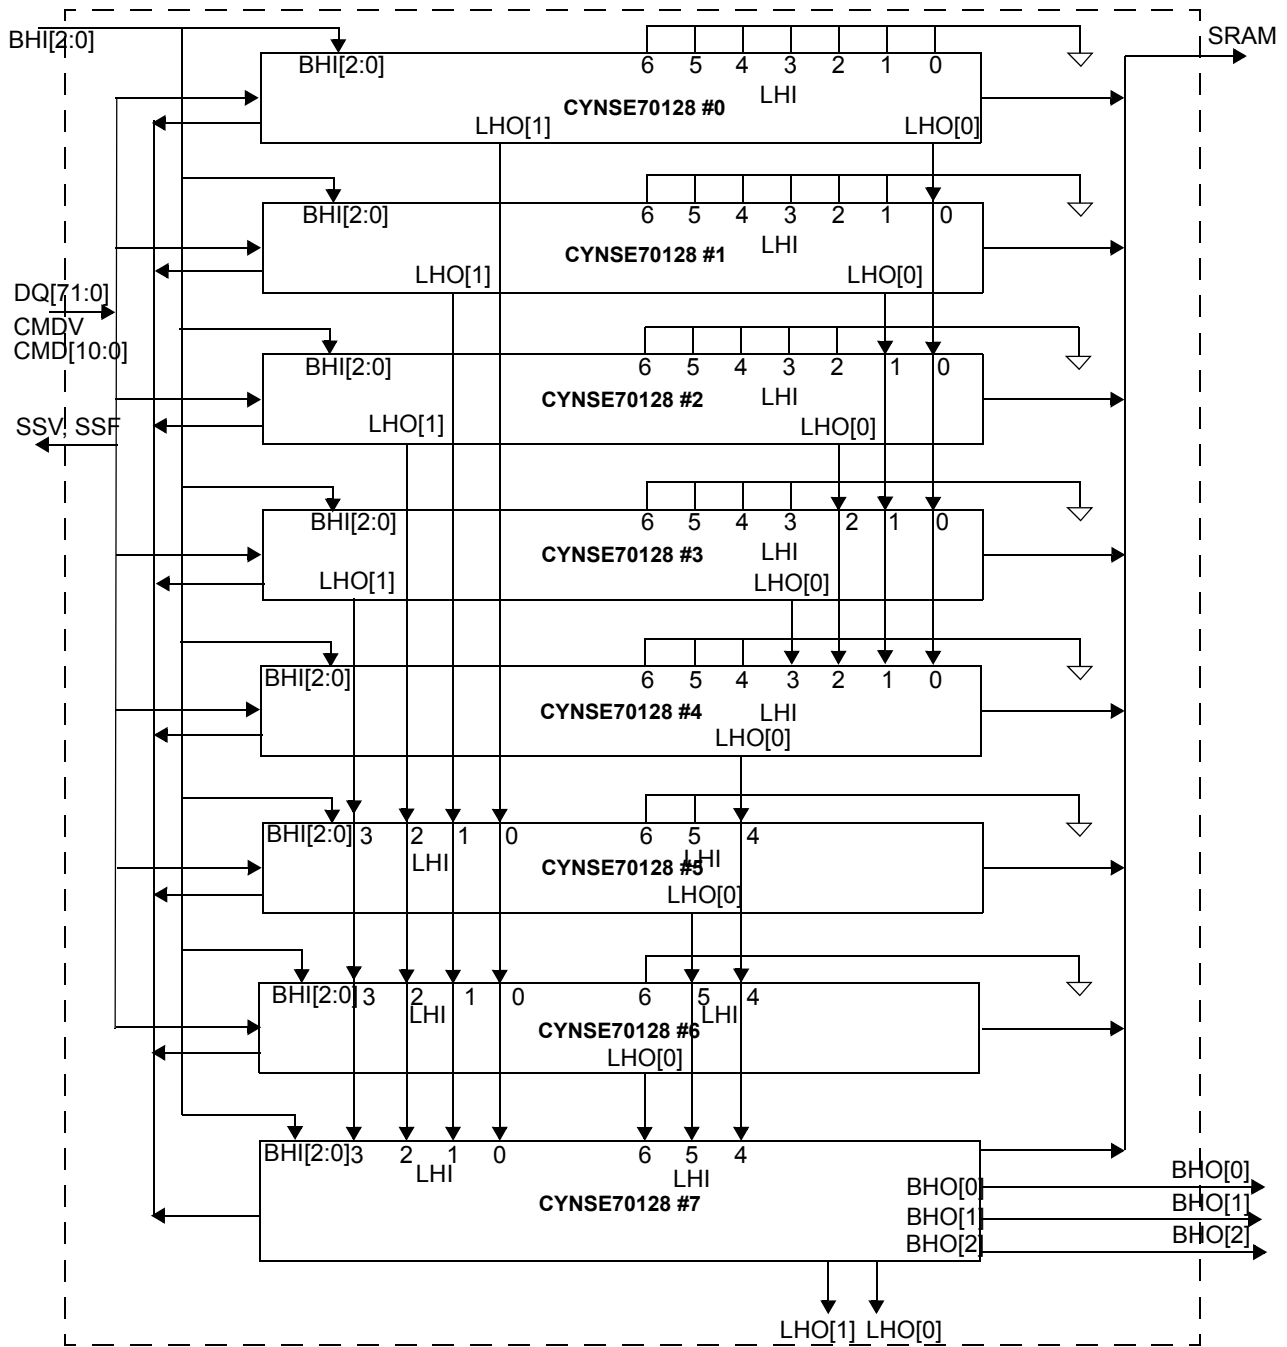 BHI[2:0] SRAM
BHI[2:0] 6 5 4 3 2 1 0
LHI
CYNSE70128 #0
LHO[1] LHO[0]
BHI[2:0] 6 5 4 3 2 1 0
LHI
CYNSE70128 #1
LHO[1] LHO[0]
DQ[71:0]
CMDV
CMD[10:0]
BHI[2:0] 6 5 4 3 2 1 0
LHI
CYNSE70128 #2
SSV, SSF
LHO[1] LHO[0]
BHI[2:0] 6 5 4 3 2 1 0
LHI
CYNSE70128 #3
LHO[1] LHO[0]
BHI[2:0] 6 5 4 3 2 1 0
LHI
CYNSE70128 #4
LHO[0]
BHI[2:0] 3 2 1 0 6 5 4
LHI LHI
CYNSE70128 #5
LHO[0]
BHI[2:0] 3 2 1 0 6 5 4
LHI LHI
CYNSE70128 #6
LHO[0]
BHI[2:0] 3 2 1 0 6 5 4
LHI LHI
CYNSE70128 #7
BHO[0] BHO[0]
BHO[1] BHO[1]
BHO[2] BHO[2]
LHO[1] LHO[0]